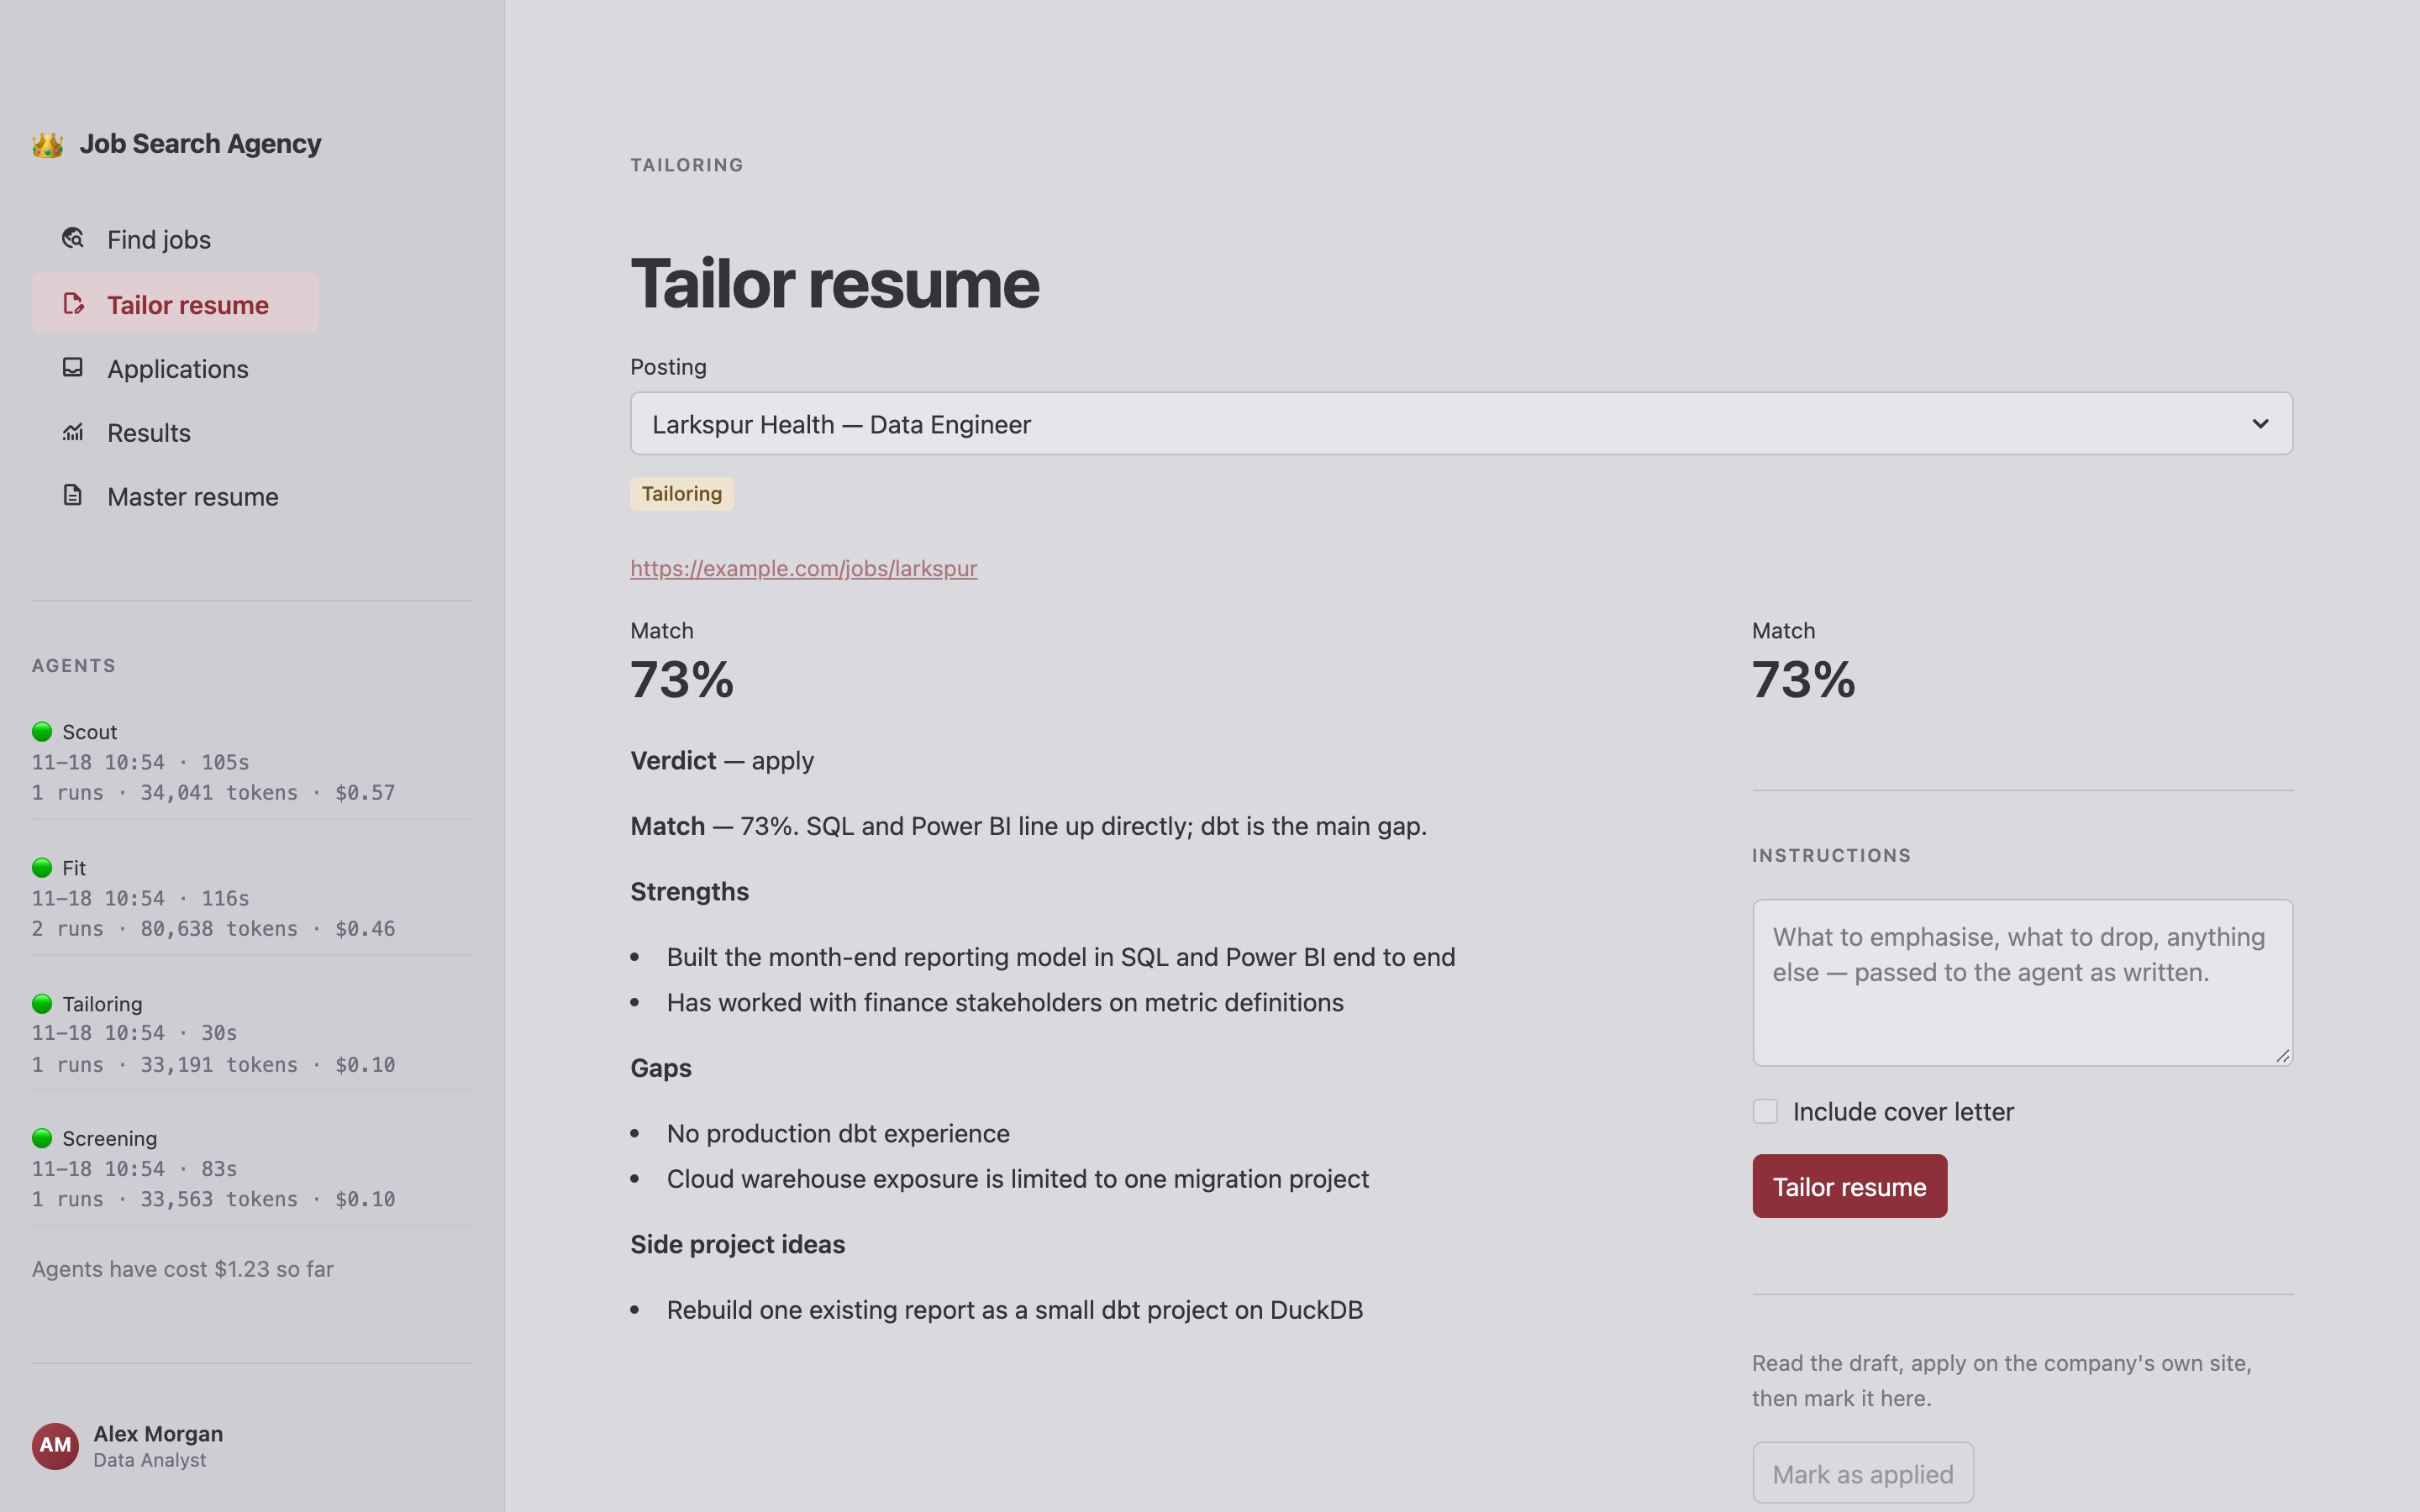 Job Search Agency
Find jobs
Tailor resume
Applications
Results
Master resume
AGENTS
Scout
11-18 10:54 · 105s
1 runs · 34,041 tokens · $0.57
Fit
11-18 10:54 · 116s
2 runs · 80,638 tokens · $0.46
Tailoring
11-18 10:54 · 30s
1 runs · 33,191 tokens · $0.10
Screening
11-18 10:54 · 83s
1 runs · 33,563 tokens · $0.10
Agents have cost $1.23 so far
AM
Alex Morgan
Data Analyst
TAILORING
Tailor resume
Posting
Larkspur Health — Data Engineer
Tailoring
https://example.com/jobs/larkspur
Match
73%
Verdict — apply
Match — 73%. SQL and Power BI line up directly; dbt is the main gap.
Strengths
• Built the month-end reporting model in SQL and Power BI end to end
• Has worked with finance stakeholders on metric definitions
Gaps
• No production dbt experience
• Cloud warehouse exposure is limited to one migration project
Side project ideas
• Rebuild one existing report as a small dbt project on DuckDB
Match
73%
INSTRUCTIONS
What to emphasise, what to drop, anything
else — passed to the agent as written.
Include cover letter
Tailor resume
Read the draft, apply on the company's own site,
then mark it here.
Mark as applied